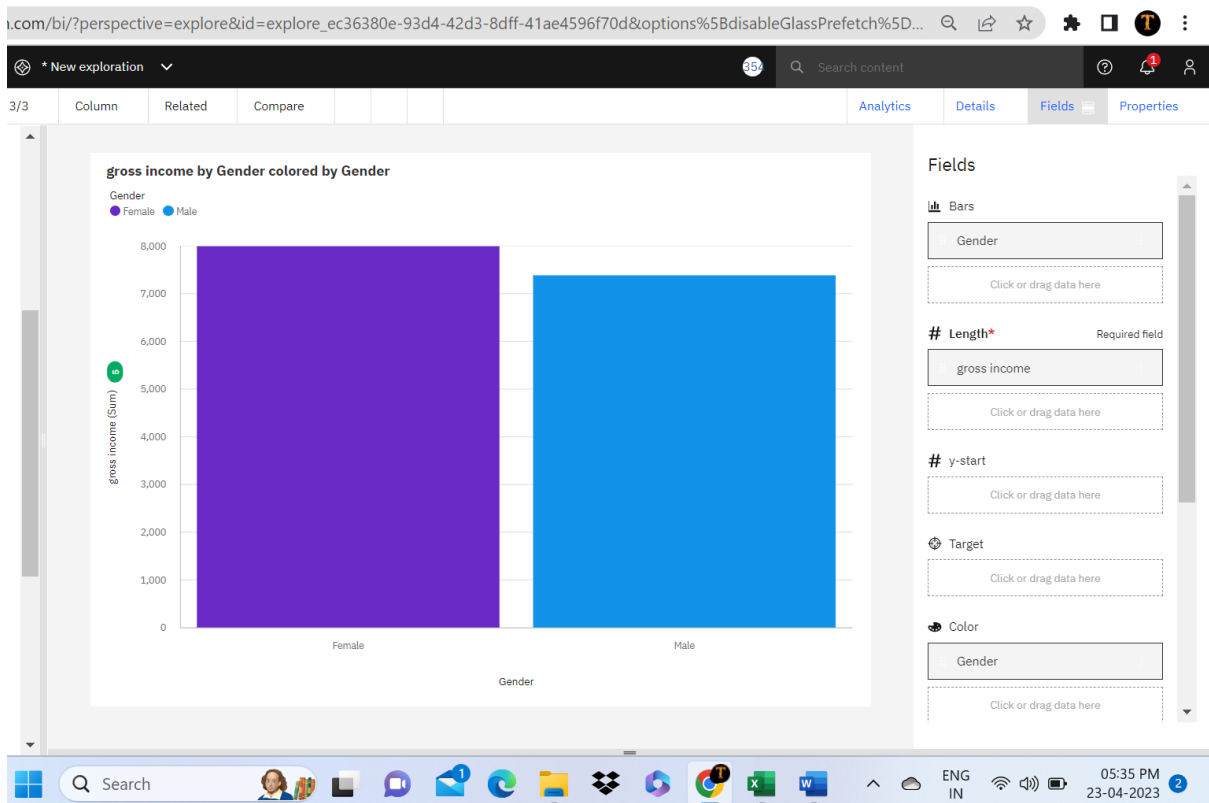 n.com/bi/?perspective=explore&id=explore_ec36380e-93d4-42d3-8dff-41ae4596f70d&options%5BdisableGlassPrefetch%5D...
T
* New exploration
354
Search content
1
3/3 Column Related Compare Analytics Details Fields Properties
gross income by Gender colored by Gender
Gender
Female Male
8,000
7,000
6,000
5,000
4,000
3,000
2,000
1,000
0
gross income (Sum) 5
Female Male
Gender
Fields
Bars
Gender
Click or drag data here
# Length* Required field
gross income
Click or drag data here
# y-start
Click or drag data here
Target
Click or drag data here
Color
Gender
Click or drag data here
Search
1
T
X
W
ENG
IN
05:35 PM
23-04-2023
2